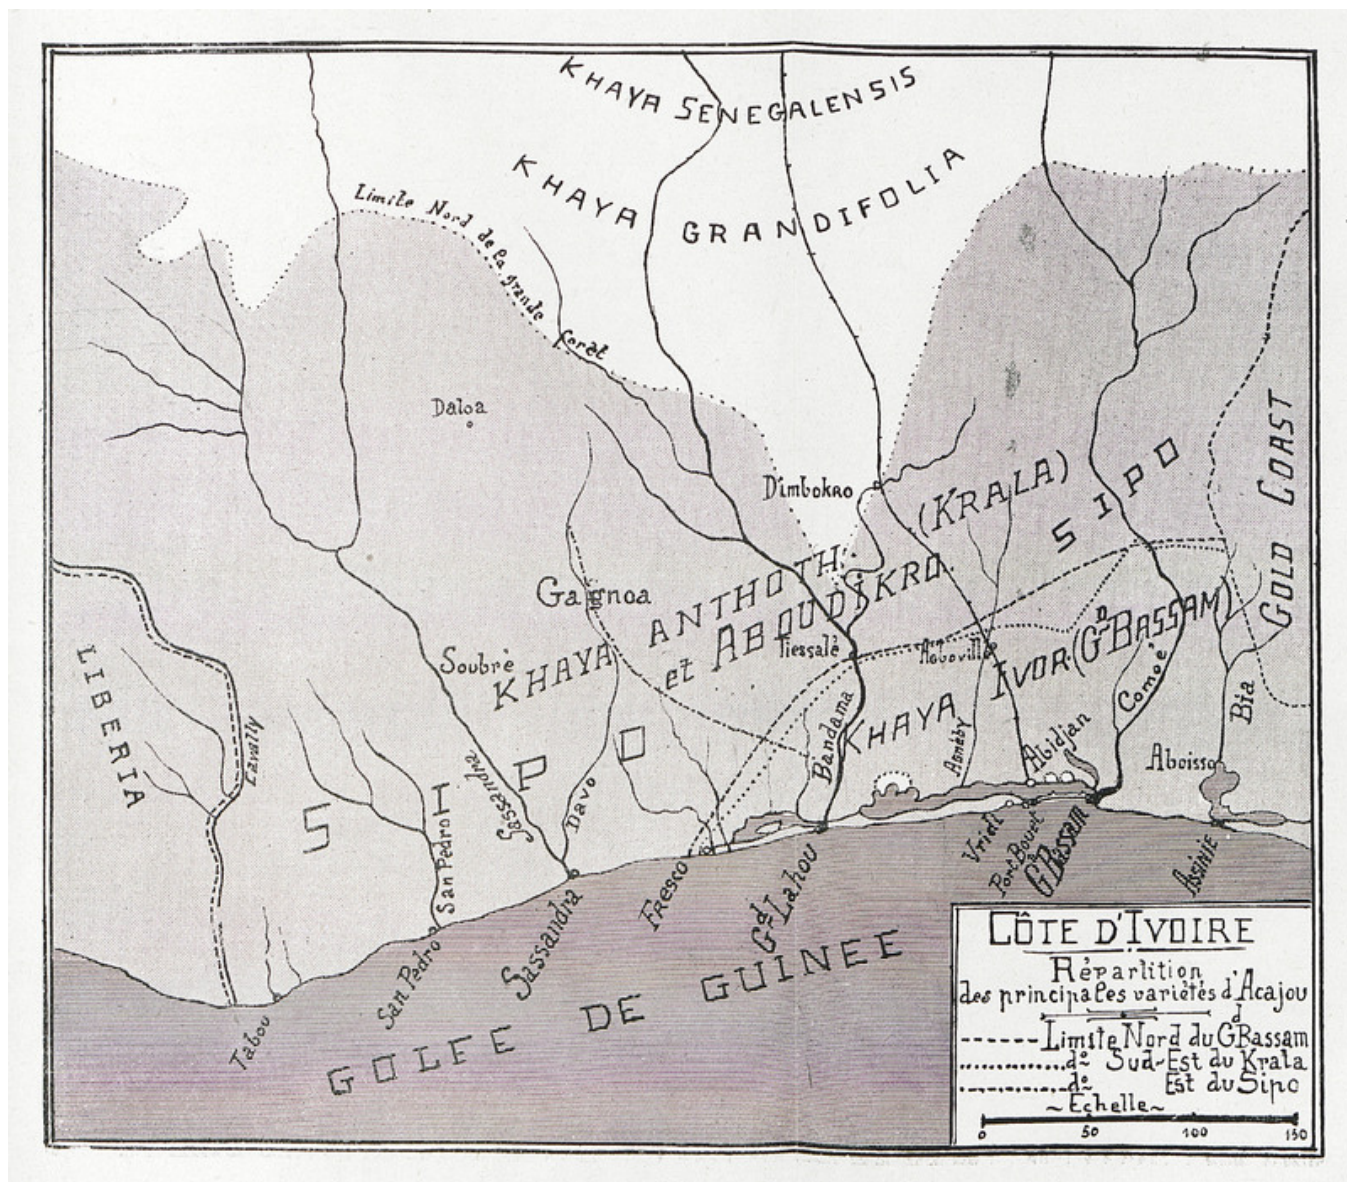 KHAYA SENEGALENSIS
KHAYA GRANDIFOLIA
Limite Nord de la grande forêt
Daloa
Dimbokro
(KRALA)
SIPO
GOLD COAST
KHAYA ANTHOTH.
et ABOUDIKRO.
Gagnoa
Tiessalé
Abboville
Soubré
KHAYA IVOR.(Gᴰ BASSAM)
LIBERIA
Cavally
SIPO
San Pédro
Sassandra
Davo
Bandama
Agnéby
Abidjan
Comoé
Bia
Aboisso
Tabou
San Pédro
Sassandra
Fresco
Gᵈ Lahou
Vridi
Port Bouet
Gᵈ Bassam
Assinie
GOLFE DE GUINEE
CÔTE D'IVOIRE
Répartition
des principales variétés d'Acajou
Limite Nord du Gᵈ Bassam
dº Sud-Est du Krala
dº Est du Sipo
~Echelle~
0 50 100 150